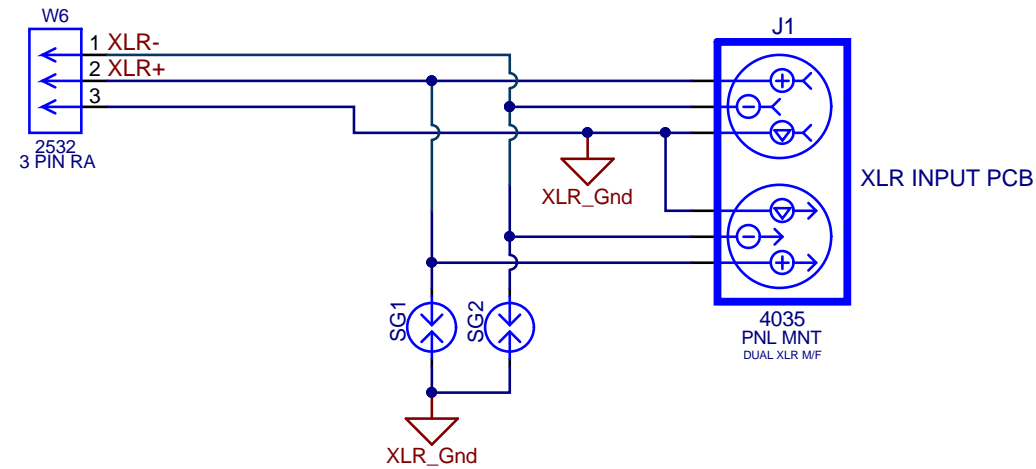 W6
1 XLR-
2 XLR+
3
2532
3 PIN RA
J1
XLR INPUT PCB
XLR_Gnd
4035
PNL MNT
DUAL XLR M/F
SG1
SG2
XLR_Gnd